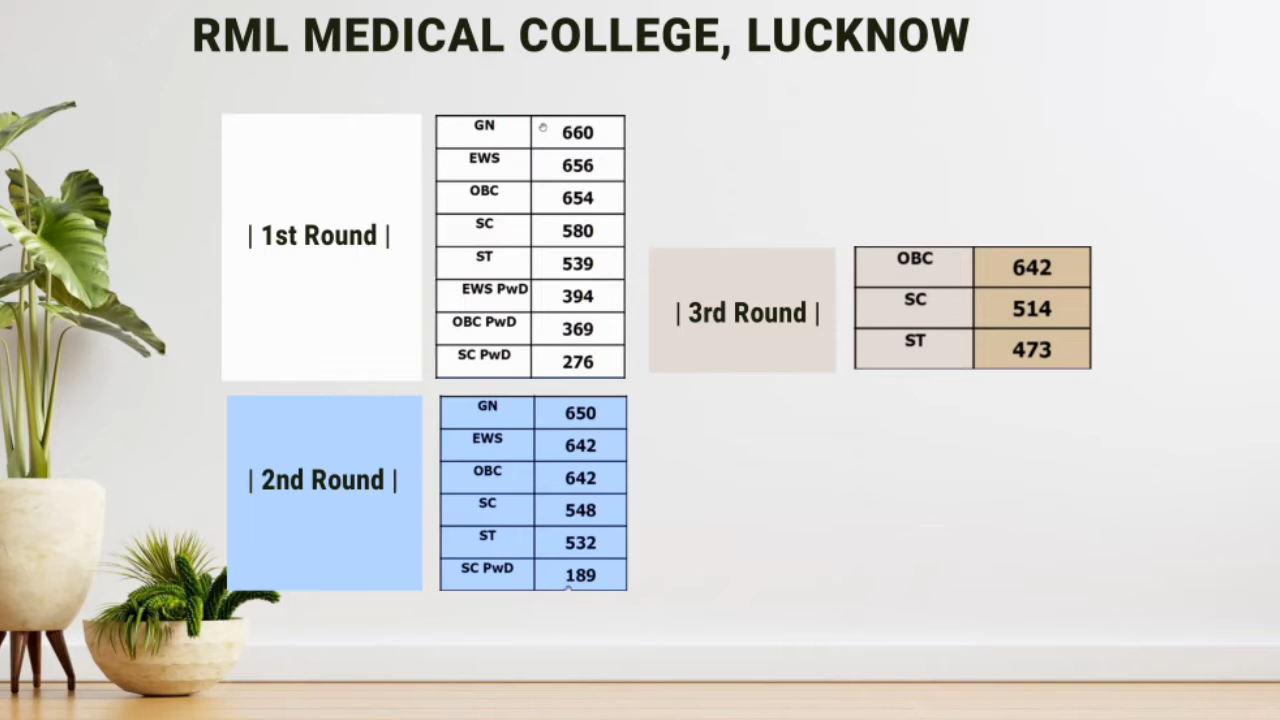 RML MEDICAL COLLEGE, LUCKNOW
| 1st Round |
GN 660
EWS 656
OBC 654
SC 580
ST 539
EWS PwD 394
OBC PwD 369
SC PwD 276
| 2nd Round |
GN 650
EWS 642
OBC 642
SC 548
ST 532
SC PwD 189
| 3rd Round |
OBC 642
SC 514
ST 473